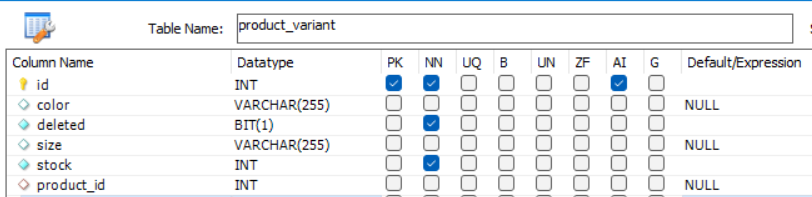 Table Name: product_variant
Column Name Datatype PK NN UQ B UN ZF AI G Default/Expression
id INT
color VARCHAR(255) NULL
deleted BIT(1)
size VARCHAR(255) NULL
stock INT
product_id INT NULL